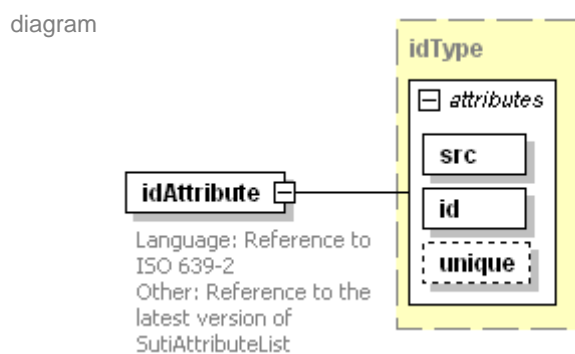 diagram
idType
attributes
src
idAttribute
id
unique
Language: Reference to
ISO 639-2
Other: Reference to the
latest version of
SutiAttributeList